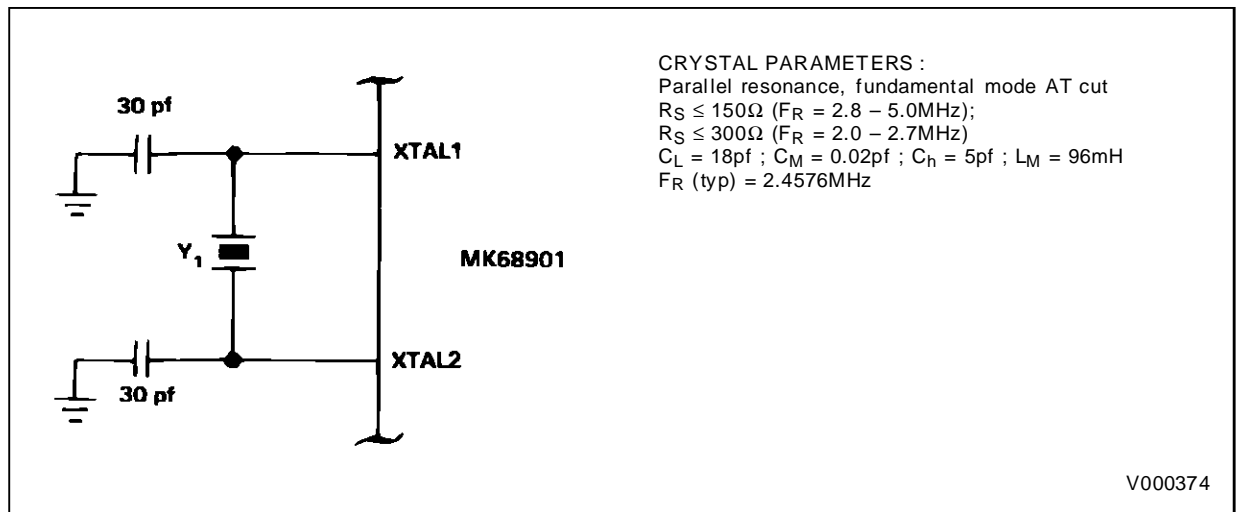 CRYSTAL PARAMETERS :
Parallel resonance, fundamental mode AT cut
RS ≤ 150Ω (FR = 2.8 – 5.0MHz);
RS ≤ 300Ω (FR = 2.0 – 2.7MHz)
CL = 18pf ; CM = 0.02pf ; Ch = 5pf ; LM = 96mH
FR (typ) = 2.4576MHz
30 pf
XTAL1
Y1
MK68901
XTAL2
30 pf
V000374